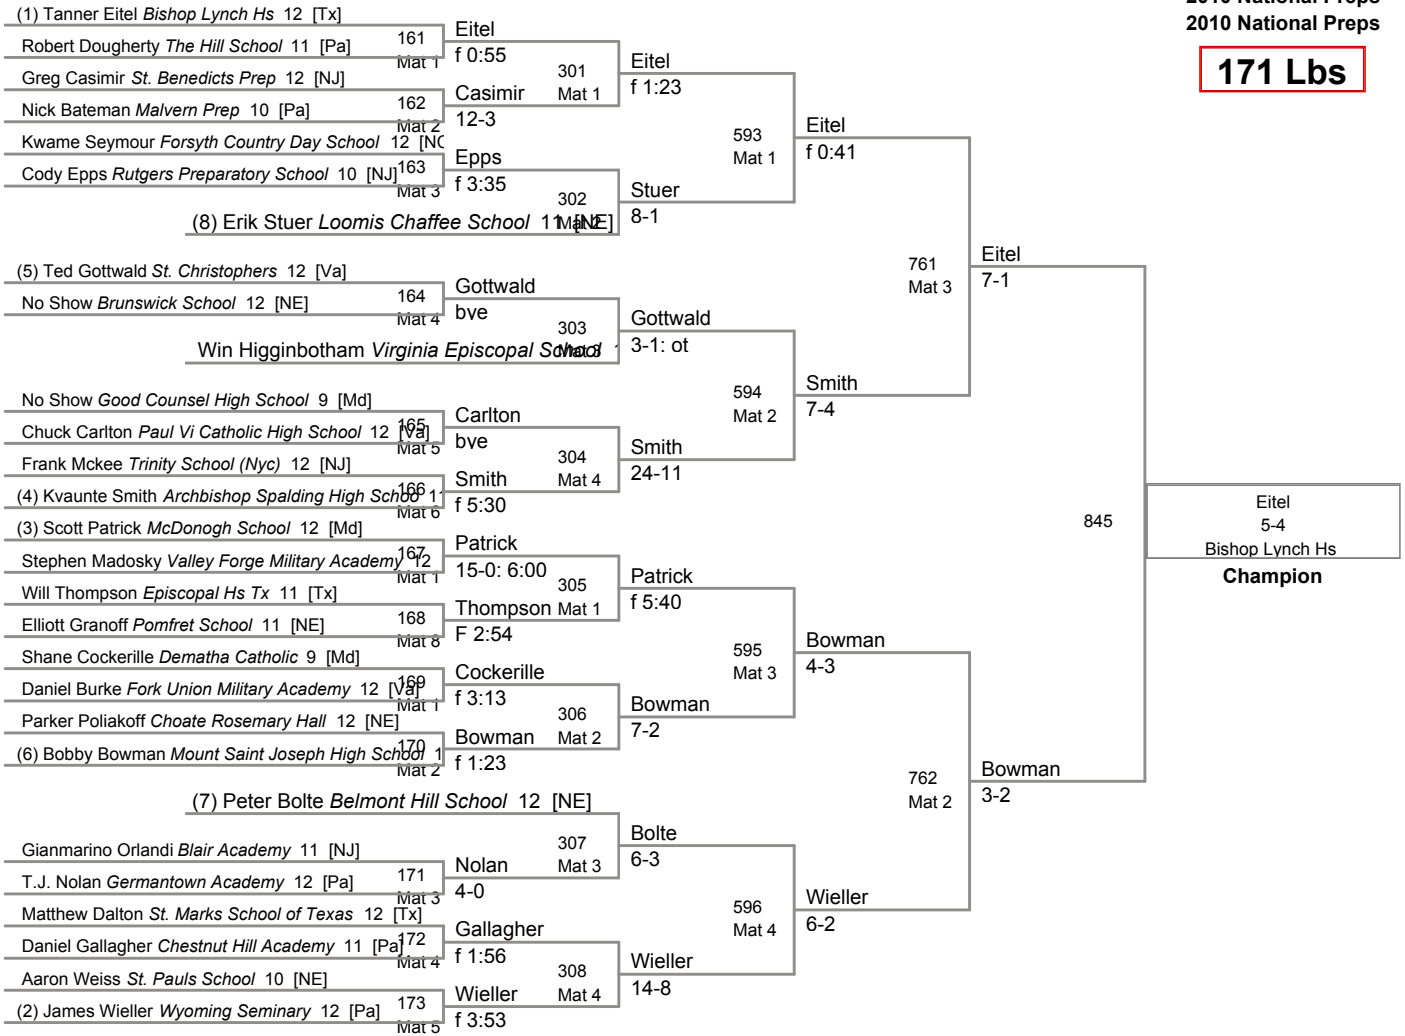 2010 National Preps
2010 National Preps
171 Lbs
(1) Tanner Eitel Bishop Lynch Hs 12 [Tx]
Robert Dougherty The Hill School 11 [Pa]
161
Mat 1
Eitel
f 0:55
Greg Casimir St. Benedicts Prep 12 [NJ]
Nick Bateman Malvern Prep 10 [Pa]
162
Mat 2
Casimir
12-3
301
Mat 1
Eitel
f 1:23
Kwame Seymour Forsyth Country Day School 12 [NC
Cody Epps Rutgers Preparatory School 10 [NJ]
163
Mat 3
Epps
f 3:35
(8) Erik Stuer Loomis Chaffee School 11 [NE]
302
Mat 2
Stuer
8-1
593
Mat 1
Eitel
f 0:41
(5) Ted Gottwald St. Christophers 12 [Va]
No Show Brunswick School 12 [NE]
164
Mat 4
Gottwald
bye
Win Higginbotham Virginia Episcopal School
303
Mat 3
Gottwald
3-1: ot
No Show Good Counsel High School 9 [Md]
Chuck Carlton Paul Vi Catholic High School 12 [Va]
165
Mat 5
Carlton
bye
Frank Mckee Trinity School (Nyc) 12 [NJ]
(4) Kvaunte Smith Archbishop Spalding High Schoo 11
166
Mat 6
Smith
f 5:30
304
Mat 4
Smith
24-11
594
Mat 2
Smith
7-4
761
Mat 3
Eitel
7-1
(3) Scott Patrick McDonogh School 12 [Md]
Stephen Madosky Valley Forge Military Academy 12
167
Mat 1
Patrick
15-0: 6:00
Will Thompson Episcopal Hs Tx 11 [Tx]
Elliott Granoff Pomfret School 11 [NE]
168
Mat 8
Thompson
F 2:54
305
Mat 1
Patrick
f 5:40
Shane Cockerille Dematha Catholic 9 [Md]
Daniel Burke Fork Union Military Academy 12 [Va]
169
Mat 1
Cockerille
f 3:13
Parker Poliakoff Choate Rosemary Hall 12 [NE]
(6) Bobby Bowman Mount Saint Joseph High School 1
170
Mat 2
Bowman
f 1:23
306
Mat 2
Bowman
7-2
595
Mat 3
Bowman
4-3
(7) Peter Bolte Belmont Hill School 12 [NE]
Gianmarino Orlandi Blair Academy 11 [NJ]
T.J. Nolan Germantown Academy 12 [Pa]
171
Mat 3
Nolan
4-0
307
Mat 3
Bolte
6-3
Matthew Dalton St. Marks School of Texas 12 [Tx]
Daniel Gallagher Chestnut Hill Academy 11 [Pa]
172
Mat 4
Gallagher
f 1:56
Aaron Weiss St. Pauls School 10 [NE]
(2) James Wieller Wyoming Seminary 12 [Pa]
173
Mat 5
Wieller
f 3:53
308
Mat 4
Wieller
14-8
596
Mat 4
Wieller
6-2
762
Mat 2
Bowman
3-2
845
Eitel
5-4
Bishop Lynch Hs
Champion